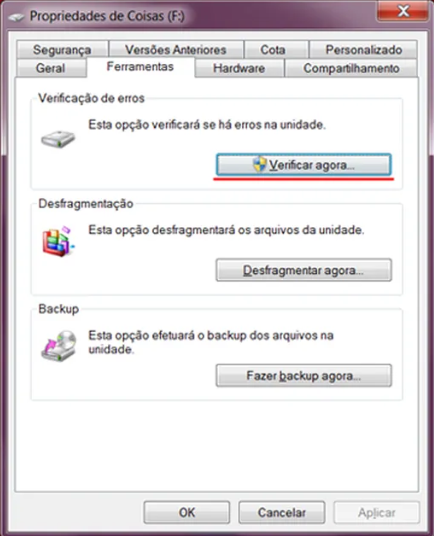 Propriedades de Coisas (F:)
Segurança Versões Anteriores Cota Personalizado
Geral Ferramentas Hardware Compartilhamento
Verificação de erros
Esta opção verificará se há erros na unidade.
Verificar agora...
Desfragmentação
Esta opção desfragmentará os arquivos da unidade.
Desfragmentar agora...
Backup
Esta opção efetuará o backup dos arquivos na
unidade.
Fazer backup agora...
OK Cancelar Aplicar